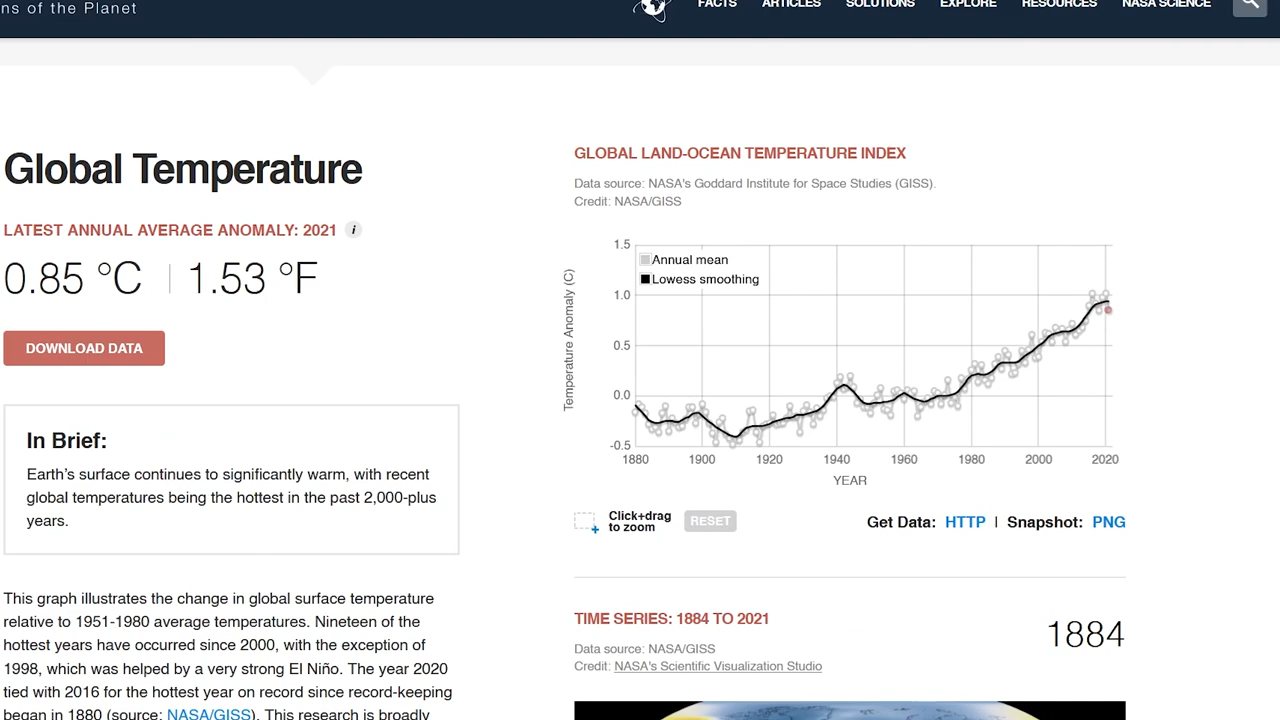 ns of the Planet
FACTS ARTICLES SOLUTIONS EXPLORE RESOURCES NASA SCIENCE
Global Temperature
LATEST ANNUAL AVERAGE ANOMALY: 2021 i
0.85 °C | 1.53 °F
DOWNLOAD DATA
In Brief:
Earth's surface continues to significantly warm, with recent
global temperatures being the hottest in the past 2,000-plus
years.
This graph illustrates the change in global surface temperature
relative to 1951-1980 average temperatures. Nineteen of the
hottest years have occurred since 2000, with the exception of
1998, which was helped by a very strong El Niño. The year 2020
tied with 2016 for the hottest year on record since record-keeping
began in 1880 (source: NASA/GISS). This research is broadly
GLOBAL LAND-OCEAN TEMPERATURE INDEX
Data source: NASA's Goddard Institute for Space Studies (GISS).
Credit: NASA/GISS
Temperature Anomaly (C)
1.5
1.0
0.5
0.0
-0.5
Annual mean
Lowess smoothing
1880 1900 1920 1940 1960 1980 2000 2020
YEAR
Click+drag
to zoom
RESET
Get Data: HTTP | Snapshot: PNG
TIME SERIES: 1884 TO 2021
1884
Data source: NASA/GISS
Credit: NASA's Scientific Visualization Studio